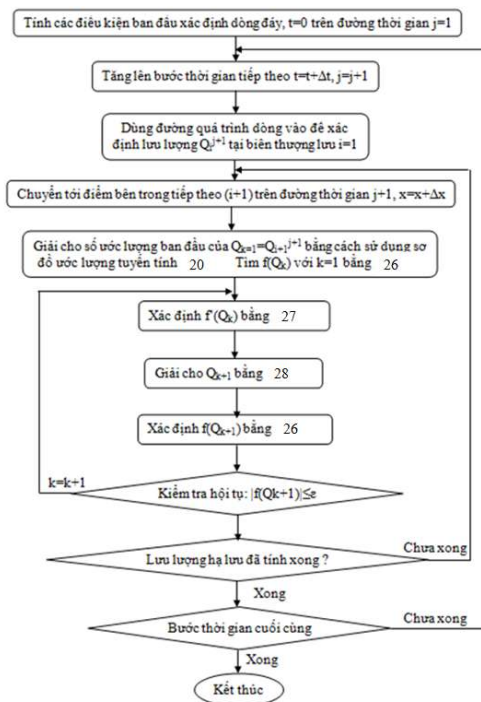 Tính các điều kiện ban đầu xác định dòng đáy, t=0 trên đường thời gian j=1
Tăng lên bước thời gian tiếp theo t=t+Δt, j=j+1
Dùng đường quá trình dòng vào để xác
định lưu lượng Qᵢʲ⁺¹ tại biên thượng lưu i=1
Chuyển tới điểm bên trong tiếp theo (i+1) trên đường thời gian j+1, x=x+Δx
Giải cho số ước lượng ban đầu của Qₖ₌₁=Qᵢ₊₁ʲ⁺¹ bằng cách sử dụng sơ
đồ ước lượng tuyến tính 20 Tìm f(Qₖ) với k=1 bằng 26
Xác định f'(Qₖ) bằng 27
Giải cho Qₖ₊₁ bằng 28
Xác định f(Qₖ₊₁) bằng 26
k=k+1
Kiểm tra hội tụ: |f(Qk+1)|≤ε
Lưu lượng hạ lưu đã tính xong ?
Chưa xong
Xong
Bước thời gian cuối cùng
Chưa xong
Xong
Kết thúc